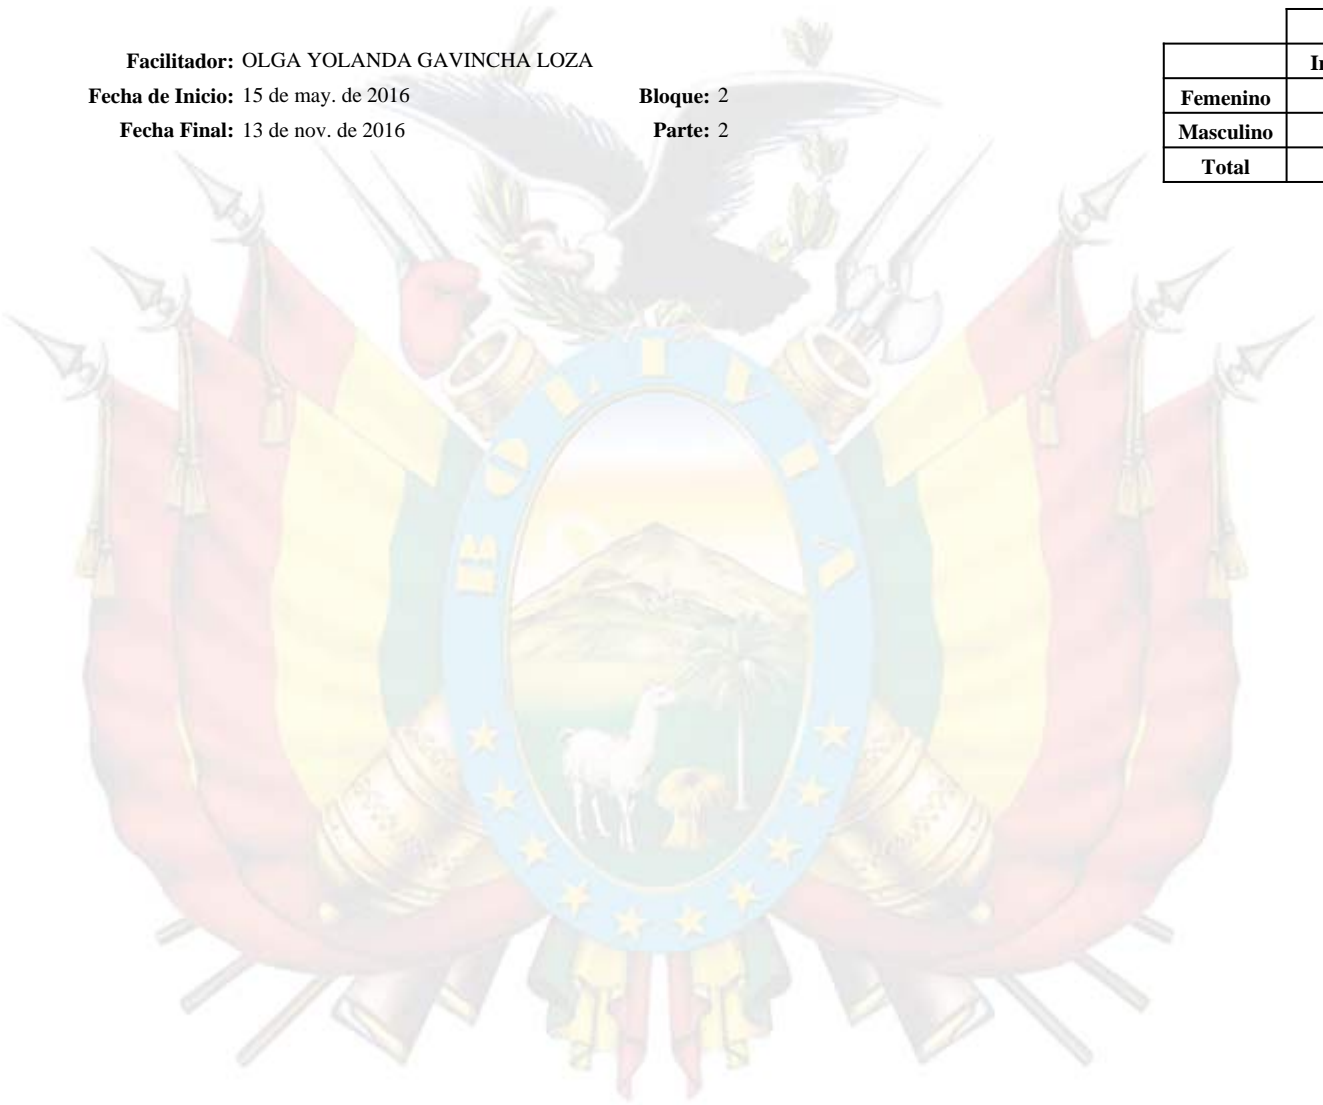 Facilitador: OLGA YOLANDA GAVINCHA LOZA
Fecha de Inicio: 15 de may. de 2016 Bloque: 2
Fecha Final: 13 de nov. de 2016 Parte: 2
Femenino
Masculino
Total
BOLIVIA